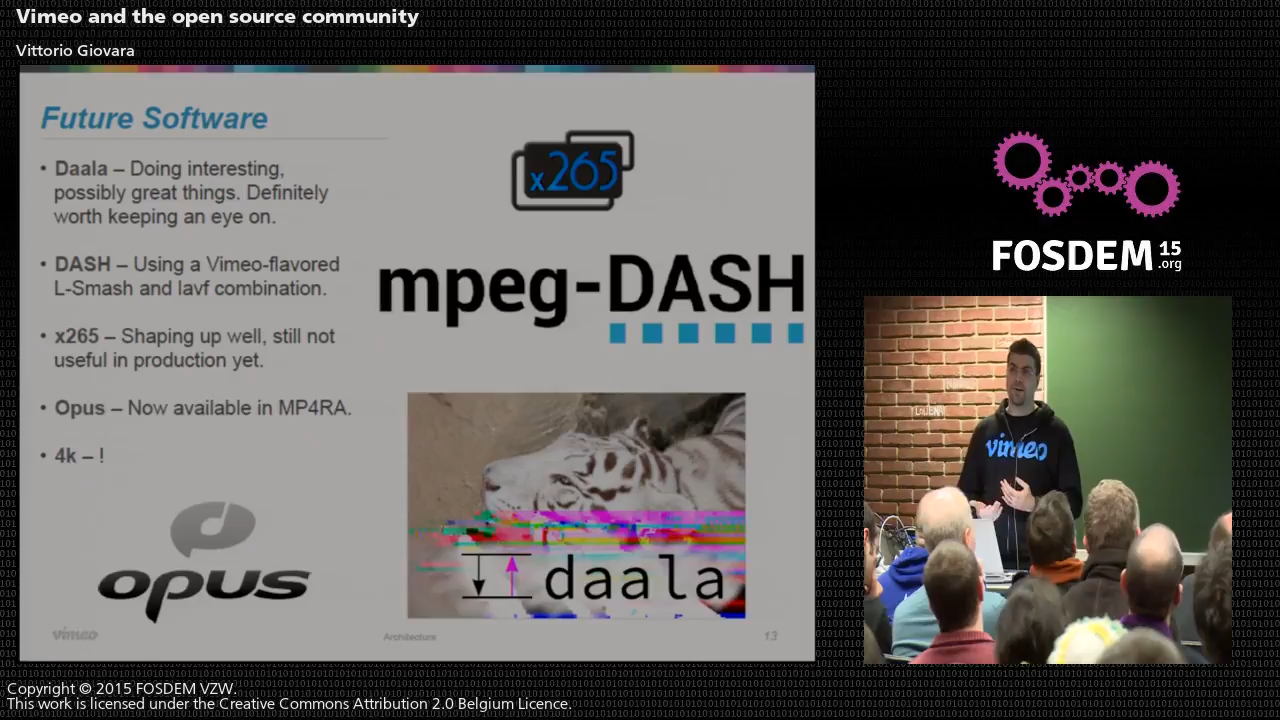 Vimeo and the open source community
Vittorio Giovara
Future Software
• Daala – Doing interesting,
possibly great things. Definitely
worth keeping an eye on.
• DASH – Using a Vimeo-flavored
L-Smash and lavf combination.
• x265 – Shaping up well, still not
useful in production yet.
• Opus – Now available in MP4RA.
• 4k – !
x265
mpeg-DASH
opus
daala
vimeo
Architecture
13
FOSDEM 15
.org
vimeo
Copyright © 2015 FOSDEM VZW.
This work is licensed under the Creative Commons Attribution 2.0 Belgium Licence.